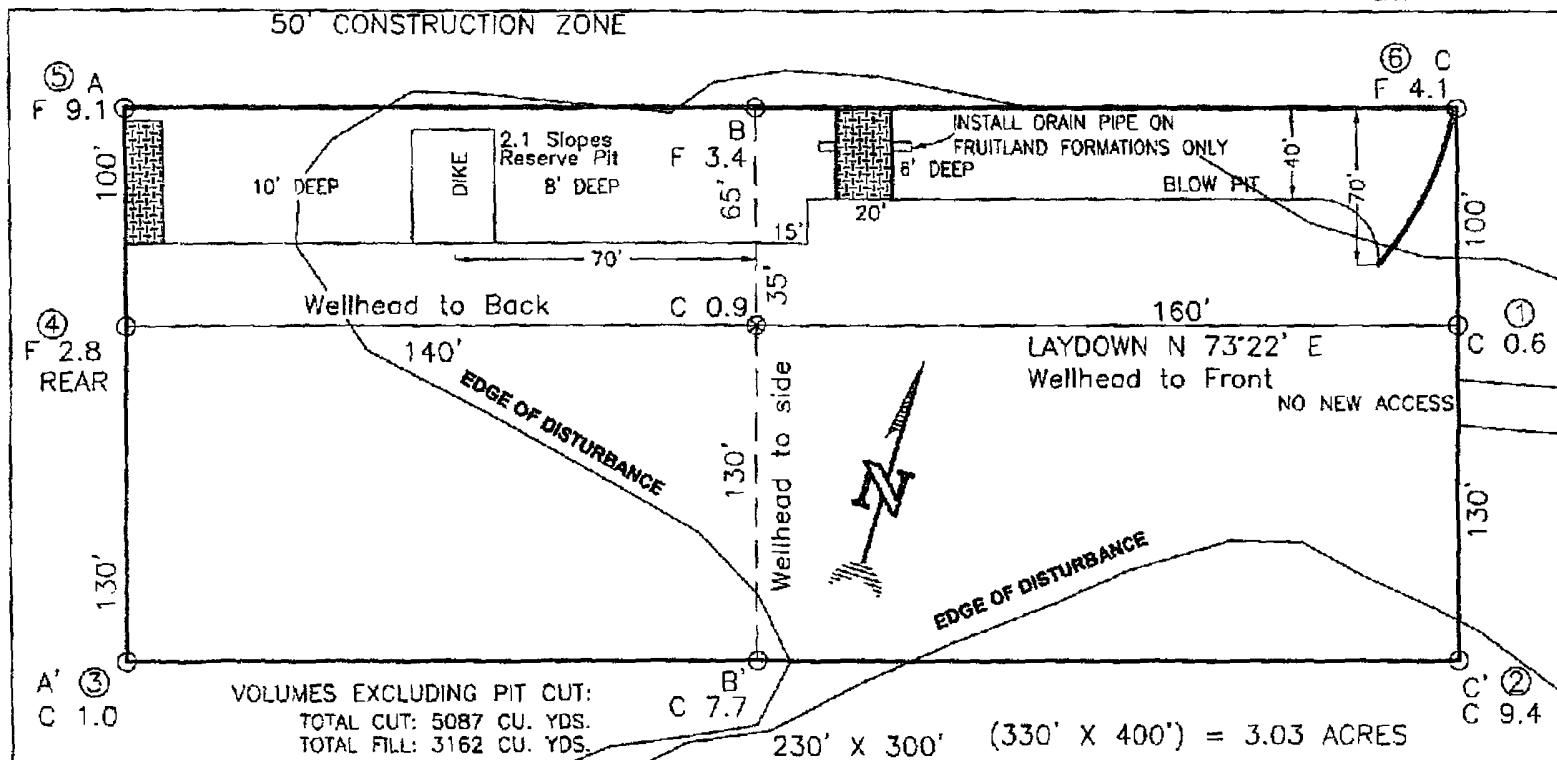 50' CONSTRUCTION ZONE
⑤ A
F 9.1
⑥ C
F 4.1
100'
10' DEEP
DIKE
2.1 Slopes
Reserve Pit
8' DEEP
B
F 3.4
65'
INSTALL DRAIN PIPE ON
FRUITLAND FORMATIONS ONLY
6' DEEP
BLOW PIT
40'
70'
100'
20'
15'
70'
35'
Wellhead to Back
C 0.9
160'
④
F 2.8
REAR
140'
LAYDOWN N 73°22' E
Wellhead to Front
①
C 0.6
NO NEW ACCESS
EDGE OF DISTURBANCE
Wellhead to side
130'
N
130'
130'
EDGE OF DISTURBANCE
A' ③
C 1.0
VOLUMES EXCLUDING PIT CUT:
TOTAL CUT: 5087 CU. YDS.
TOTAL FILL: 3162 CU. YDS.
B'
C 7.7
230' X 300' (330' X 400') = 3.03 ACRES
C' ②
C 9.4